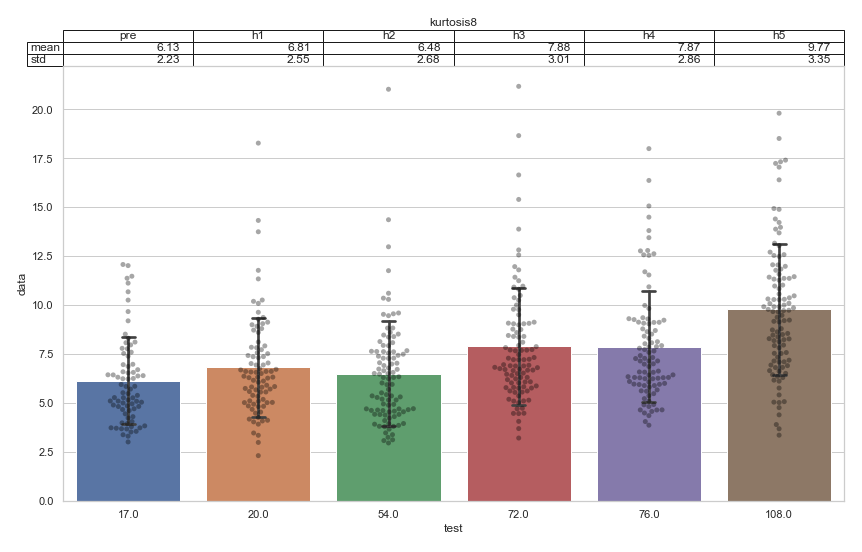 kurtosis8
pre h1 h2 h3 h4 h5
mean 6.13 6.81 6.48 7.88 7.87 9.77
std 2.23 2.55 2.68 3.01 2.86 3.35
20.0
17.5
15.0
12.5
10.0
7.5
5.0
2.5
0.0
data
17.0 20.0 54.0 72.0 76.0 108.0
test